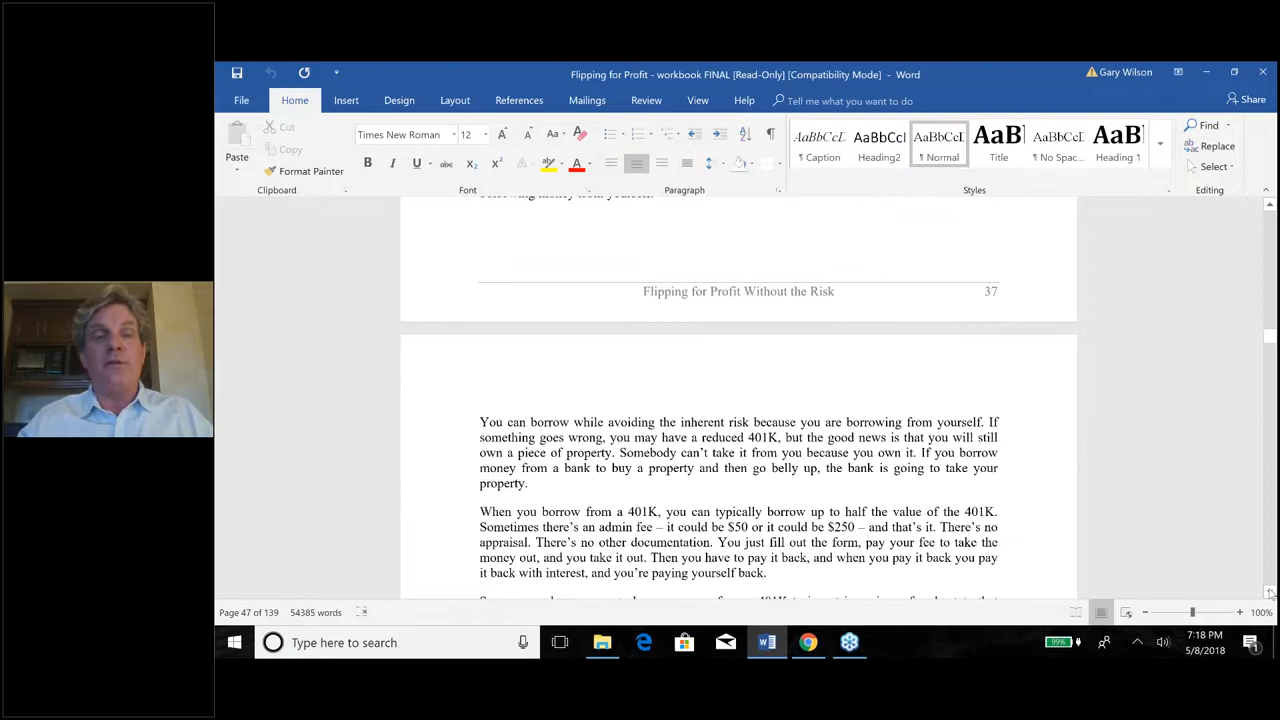 Flipping for Profit - workbook FINAL [Read-Only] [Compatibility Mode] - Word
Gary Wilson
File Home Insert Design Layout References Mailings Review View Help Tell me what you want to do Share
Paste
Cut
Copy
Format Painter
Clipboard
Times New Roman 12
Font
Paragraph
AaBbCcD AaBbCcI AaBbCcD AaB AaBbCcD AaB
¶ Caption Heading2 ¶ Normal Title ¶ No Spac... Heading 1
Styles
Find
Replace
Select
Editing
Flipping for Profit Without the Risk 37
You can borrow while avoiding the inherent risk because you are borrowing from yourself. If
something goes wrong, you may have a reduced 401K, but the good news is that you will still
own a piece of property. Somebody can't take it from you because you own it. If you borrow
money from a bank to buy a property and then go belly up, the bank is going to take your
property.
When you borrow from a 401K, you can typically borrow up to half the value of the 401K.
Sometimes there's an admin fee – it could be $50 or it could be $250 – and that's it. There's no
appraisal. There's no other documentation. You just fill out the form, pay your fee to take the
money out, and you take it out. Then you have to pay it back, and when you pay it back you pay
it back with interest, and you're paying yourself back.
Page 47 of 139 54385 words
100%
Type here to search
99%
7:18 PM
5/8/2018